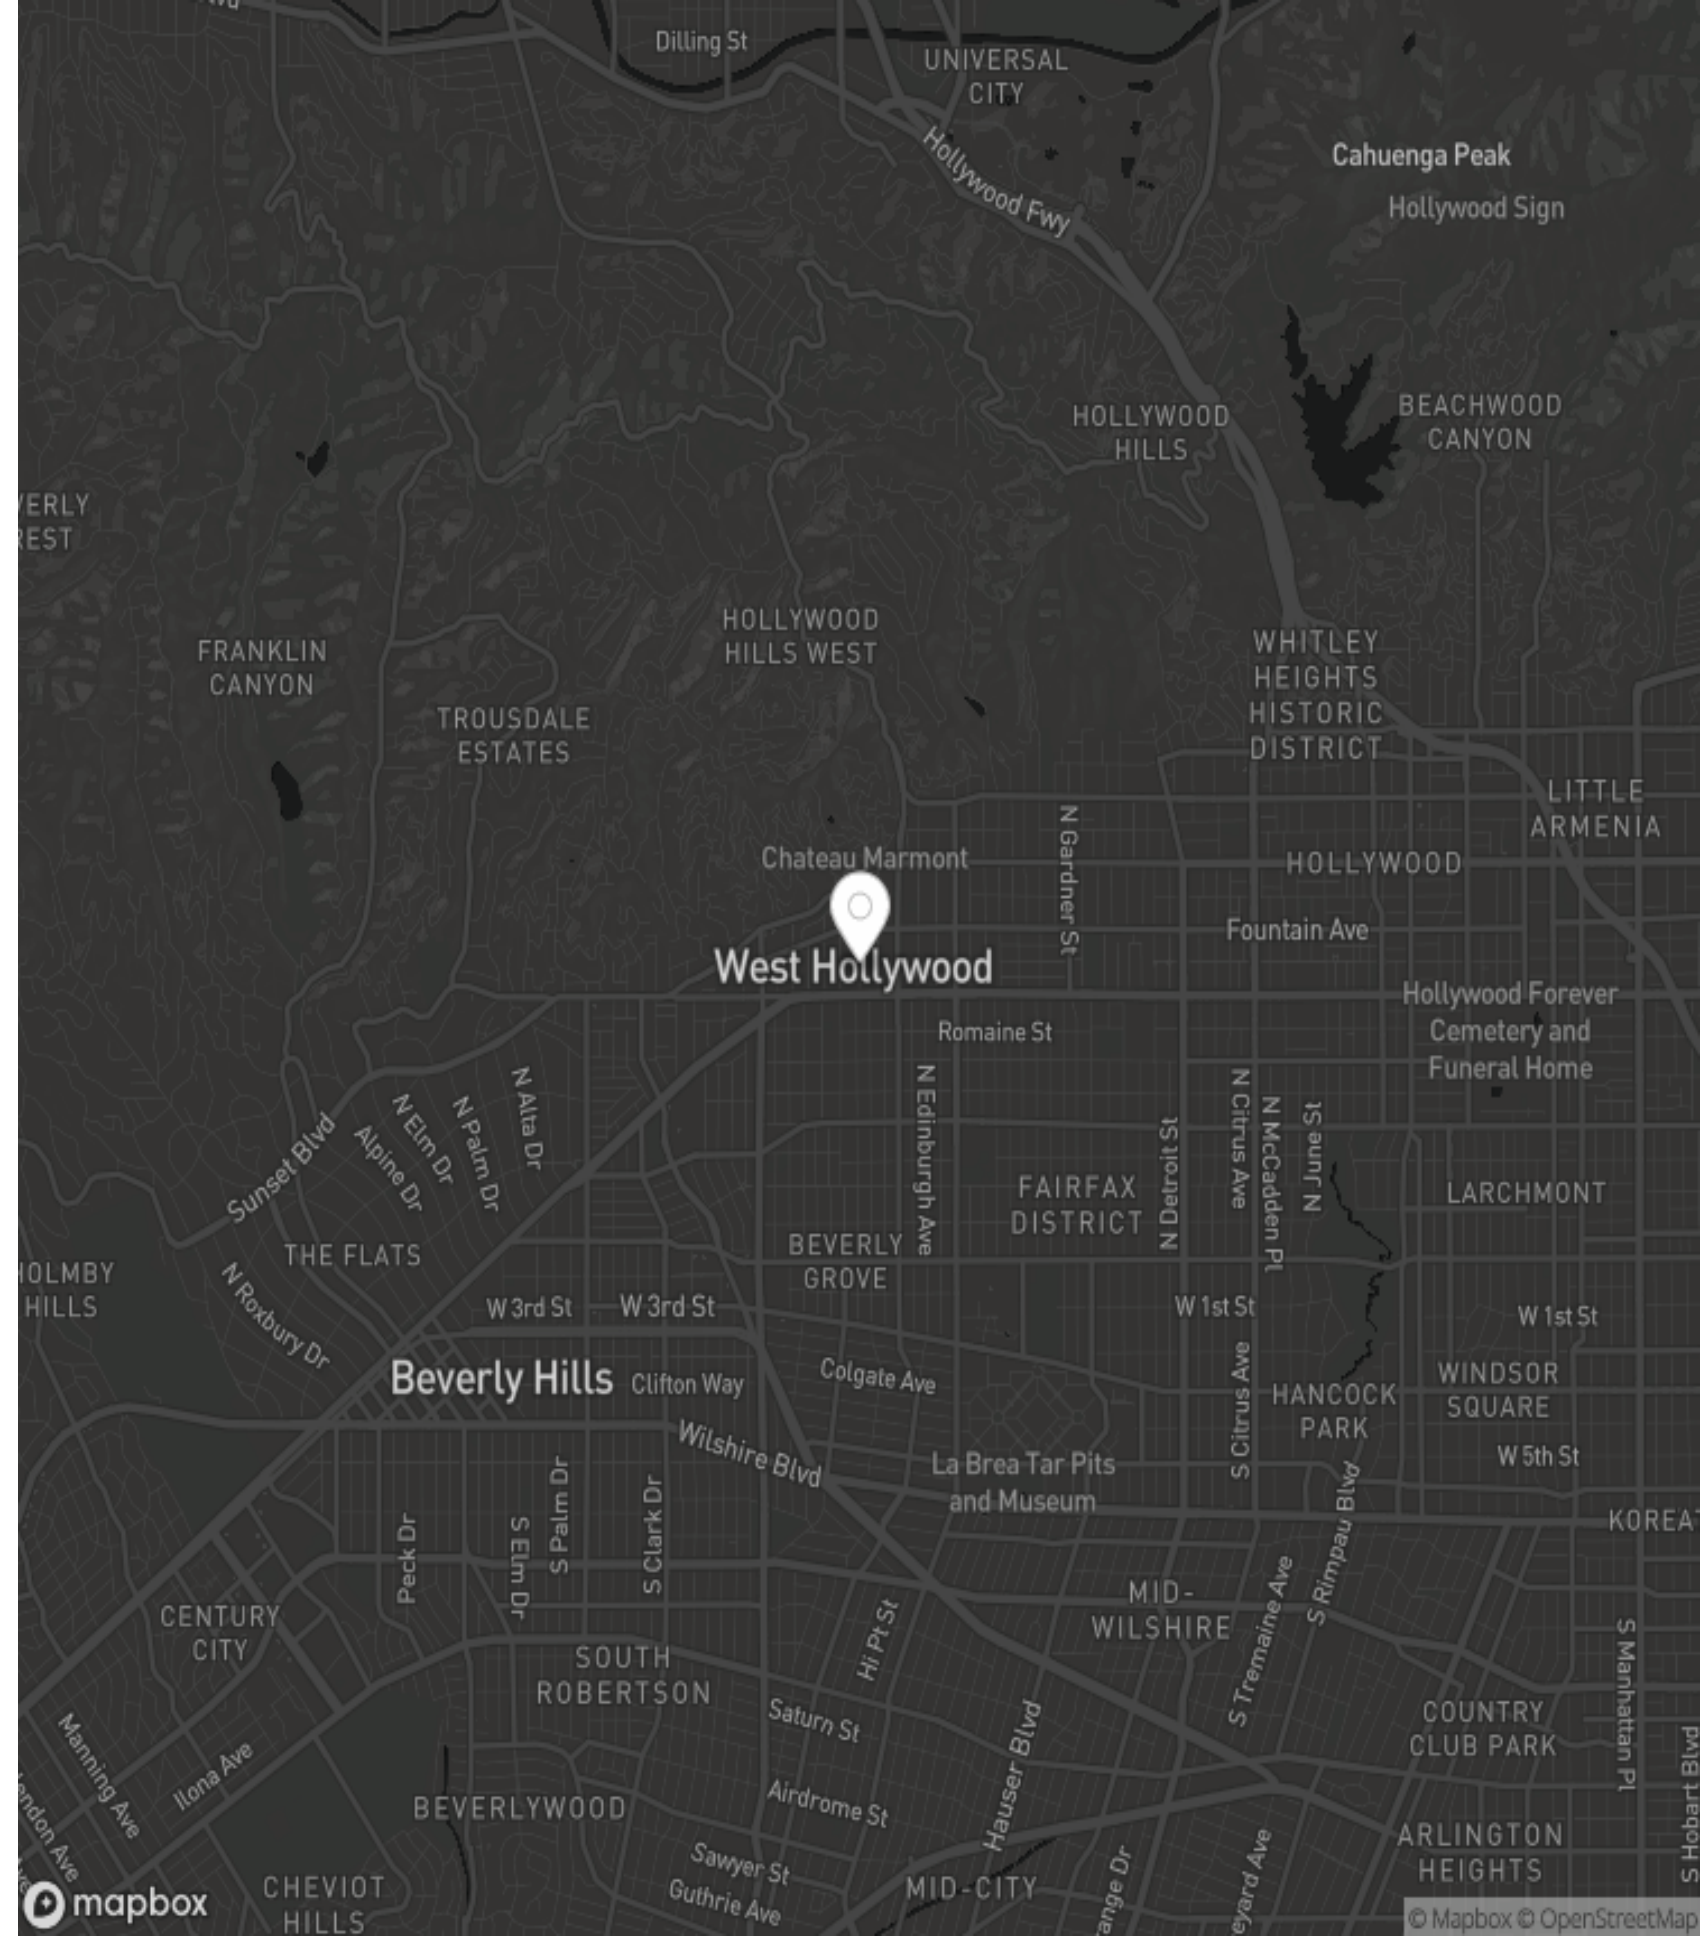 Dilling St
UNIVERSAL
CITY
Hollywood Fwy
Cahuenga Peak
Hollywood Sign
HOLLYWOOD
HILLS
BEACHWOOD
CANYON
HOLLYWOOD
HILLS WEST
FRANKLIN
CANYON
TROUSDALE
ESTATES
WHITLEY
HEIGHTS
HISTORIC
DISTRICT
LITTLE
ARMENIA
N Gardner St
Chateau Marmont
HOLLYWOOD
Fountain Ave
West Hollywood
Hollywood Forever
Cemetery and
Funeral Home
Romaine St
N Alta Dr
N Elm Dr
N Palm Dr
Alpine Dr
Sunset Blvd
N Edinburgh Ave
N Detroit St
N Citrus Ave
N McCadden Pl
N June St
FAIRFAX
DISTRICT
LARCHMONT
THE FLATS
BEVERLY
GROVE
HOLMBY
HILLS
N Roxbury Dr
W 3rd St
W 3rd St
W 1st St
W 1st St
Beverly Hills
Clifton Way
Colgate Ave
S Citrus Ave
HANCOCK
PARK
WINDSOR
SQUARE
Wilshire Blvd
La Brea Tar Pits
and Museum
W 5th St
S Rimpau Blvd
KOREAT
Peck Dr
S Elm Dr
S Palm Dr
S Clark Dr
CENTURY
CITY
Hi Pt St
MID-
WILSHIRE
S Tremaine Ave
SOUTH
ROBERTSON
S Manhattan Pl
Saturn St
Hauser Blvd
COUNTRY
CLUB PARK
Manning Ave
Ilona Ave
S Hobart Blvd
BEVERLYWOOD
Airdrome St
ARLINGTON
HEIGHTS
Sawyer St
Guthrie Ave
CHEVIOT
HILLS
MID-CITY
mapbox
© Mapbox © OpenStreetMap